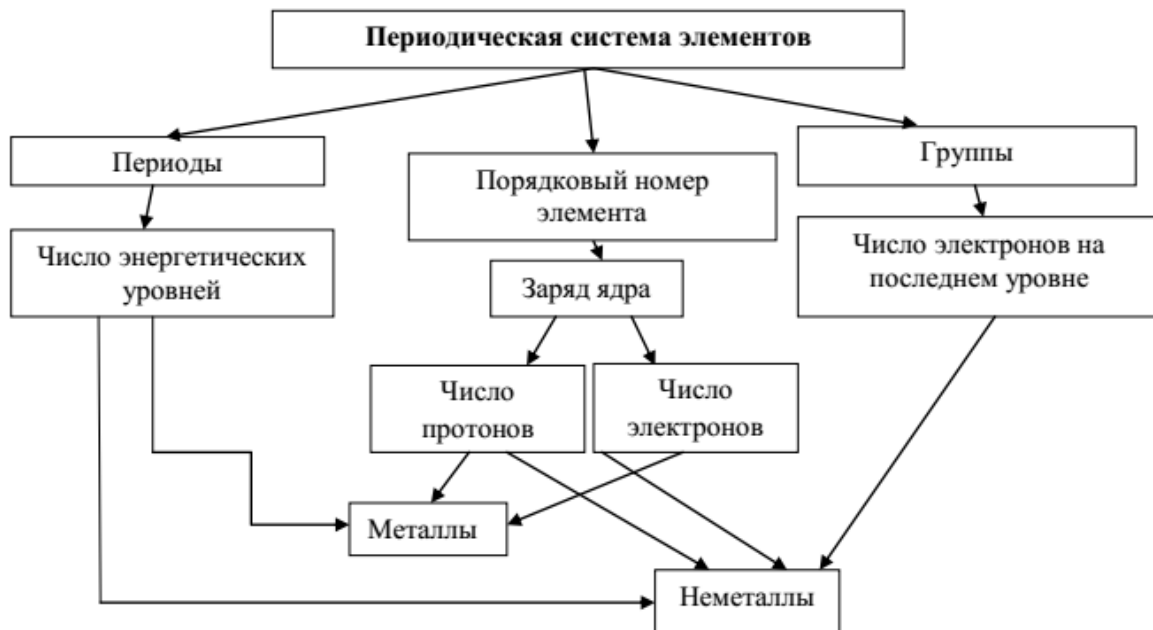 Периодическая система элементов
Периоды
Порядковый номер
элемента
Группы
Число энергетических
уровней
Заряд ядра
Число электронов на
последнем уровне
Число
протонов
Число
электронов
Металлы
Неметаллы